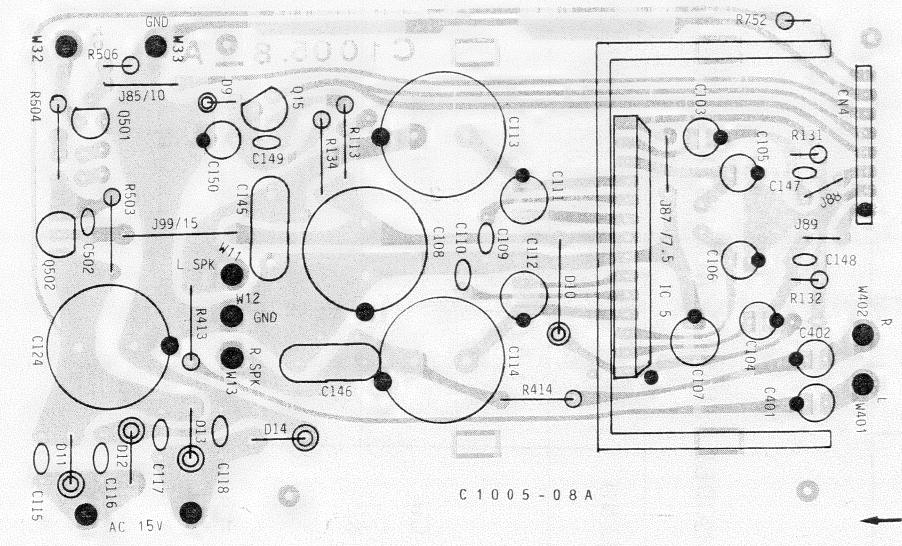 GND
R752
W32
R506
W33
C1005.8 A
J85/10
D9
Q15
R504
Q501
C150
C149
R134
R113
C113
C103
C105
R131
CN4
C147
J88
R503
C145
C111
J87/7.5
J99/15
C502
Q502
W11
L SPK
C108
C110
C109
C112
D10
C106
J89
C148
R132
W12
GND
R413
IC 5
W402
R
C124
R SPK
W13
C146
C114
C107
C104
C402
R414
C401
L
W401
D14
D11
D12
D13
C115
C116
C117
C118
AC 15V
C1005-08A